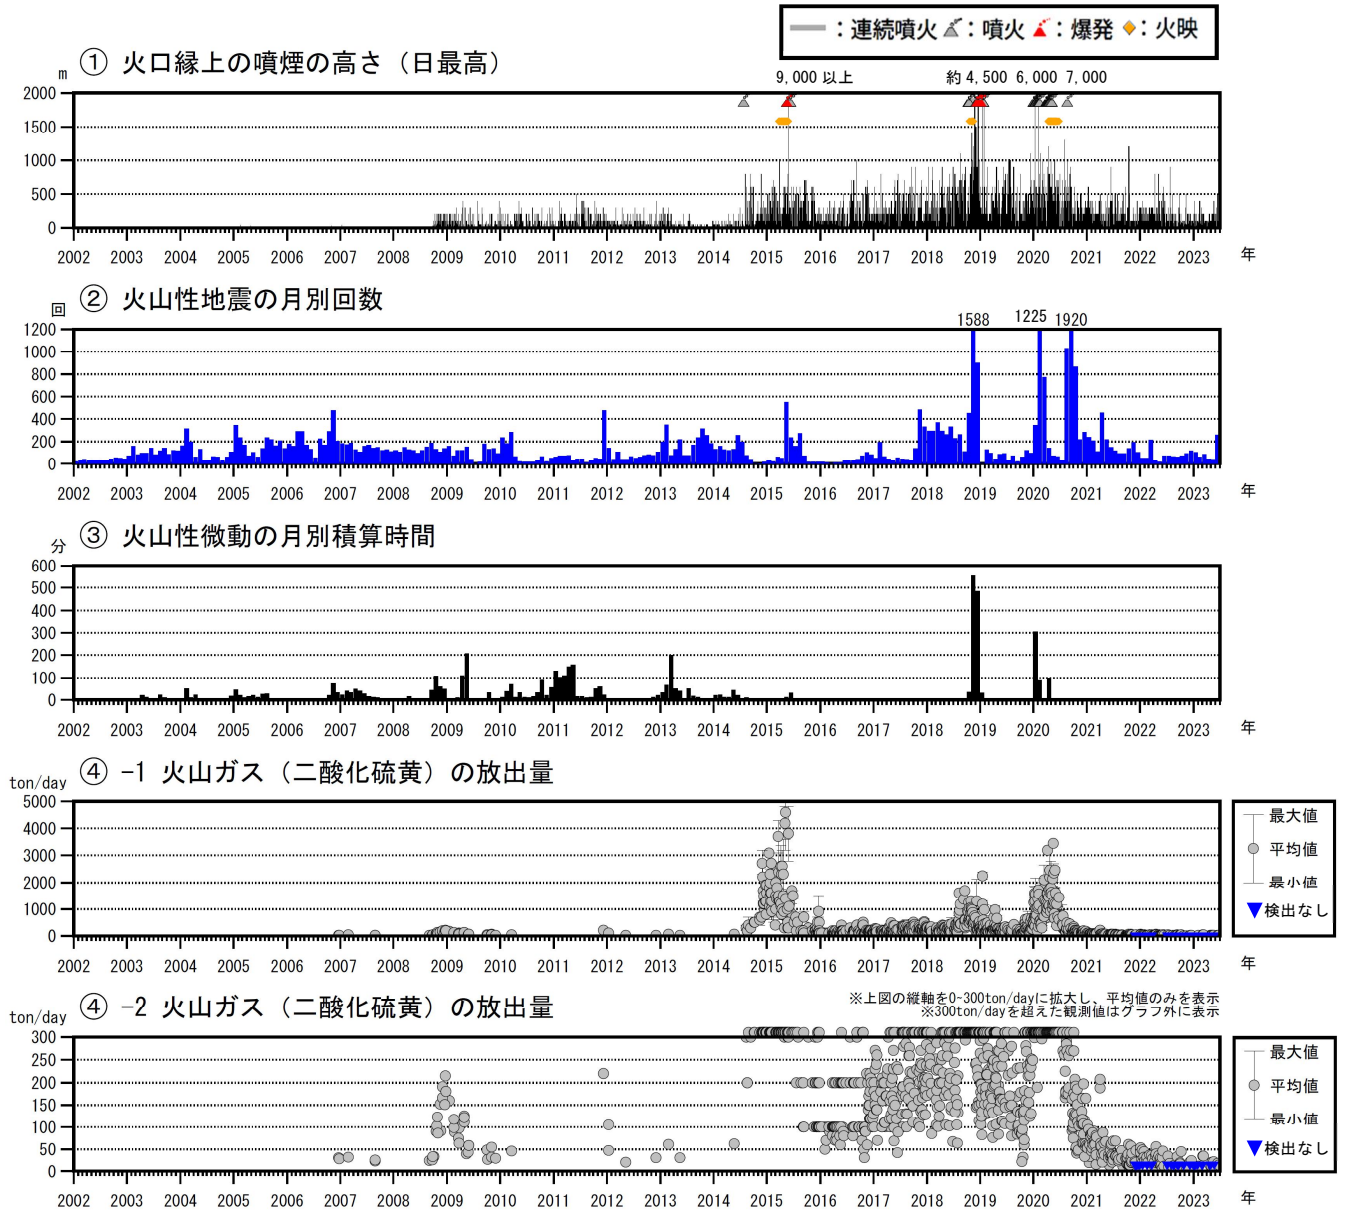 ：連続噴火 ：噴火 ：爆発 ：火映
① 火口縁上の噴煙の高さ（日最高）
m
9,000 以上 約 4,500 6,000 7,000
2000
1500
1000
500
0
2002 2003 2004 2005 2006 2007 2008 2009 2010 2011 2012 2013 2014 2015 2016 2017 2018 2019 2020 2021 2022 2023 年
② 火山性地震の月別回数
回
1588 1225 1920
1200
1000
800
600
400
200
0
2002 2003 2004 2005 2006 2007 2008 2009 2010 2011 2012 2013 2014 2015 2016 2017 2018 2019 2020 2021 2022 2023 年
③ 火山性微動の月別積算時間
分
600
500
400
300
200
100
0
2002 2003 2004 2005 2006 2007 2008 2009 2010 2011 2012 2013 2014 2015 2016 2017 2018 2019 2020 2021 2022 2023 年
④ -1 火山ガス（二酸化硫黄）の放出量
ton/day
5000
4000
3000
2000
1000
0
2002 2003 2004 2005 2006 2007 2008 2009 2010 2011 2012 2013 2014 2015 2016 2017 2018 2019 2020 2021 2022 2023 年
最大値
平均値
最小値
検出なし
④ -2 火山ガス（二酸化硫黄）の放出量
※上図の縦軸を0~300ton/dayに拡大し、平均値のみを表示
※300ton/dayを超えた観測値はグラフ外に表示
ton/day
300
250
200
150
100
50
0
2002 2003 2004 2005 2006 2007 2008 2009 2010 2011 2012 2013 2014 2015 2016 2017 2018 2019 2020 2021 2022 2023 年
最大値
平均値
最小値
検出なし